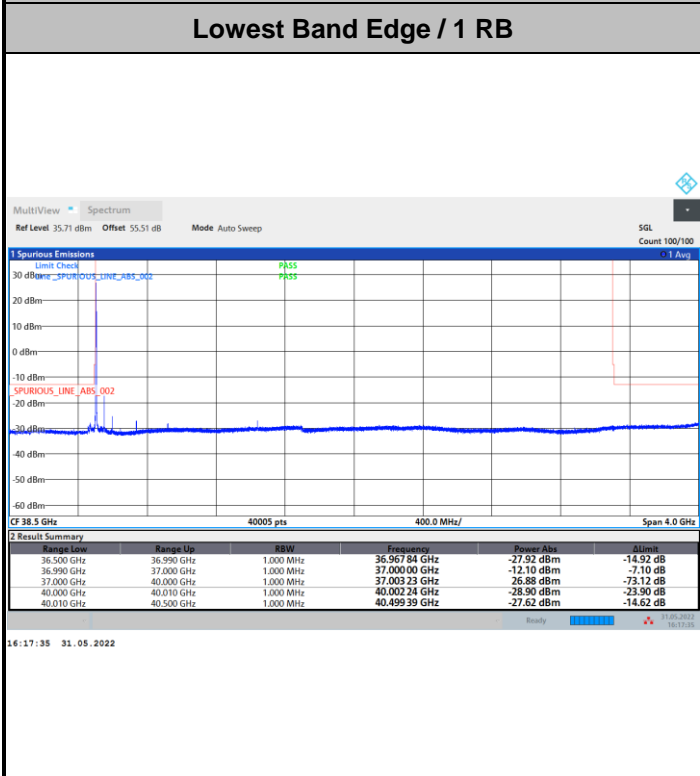 Lowest Band Edge / 1 RB
MultiView Spectrum
Ref Level 35.71 dBm Offset 55.51 dB Mode Auto Sweep SGL
Count 100/100
1 Spurious Emissions 1 Avg
Limit Check PASS
30 dBm Line _SPURIOUS_LINE_ABS_002 PASS
20 dBm
10 dBm
0 dBm
-10 dBm
_SPURIOUS_LINE_ABS_002
-20 dBm
-30 dBm
-40 dBm
-50 dBm
-60 dBm
CF 38.5 GHz 40005 pts 400.0 MHz/ Span 4.0 GHz
2 Result Summary
Range Low Range Up RBW Frequency Power Abs ΔLimit
36.500 GHz 36.990 GHz 1.000 MHz 36.967 84 GHz -27.92 dBm -14.92 dB
36.990 GHz 37.000 GHz 1.000 MHz 37.000 00 GHz -12.10 dBm -7.10 dB
37.000 GHz 40.000 GHz 1.000 MHz 37.003 23 GHz 26.88 dBm -73.12 dB
40.000 GHz 40.010 GHz 1.000 MHz 40.002 24 GHz -28.90 dBm -23.90 dB
40.010 GHz 40.500 GHz 1.000 MHz 40.499 39 GHz -27.62 dBm -14.62 dB
Ready 31.05.2022
16:17:35
16:17:35 31.05.2022